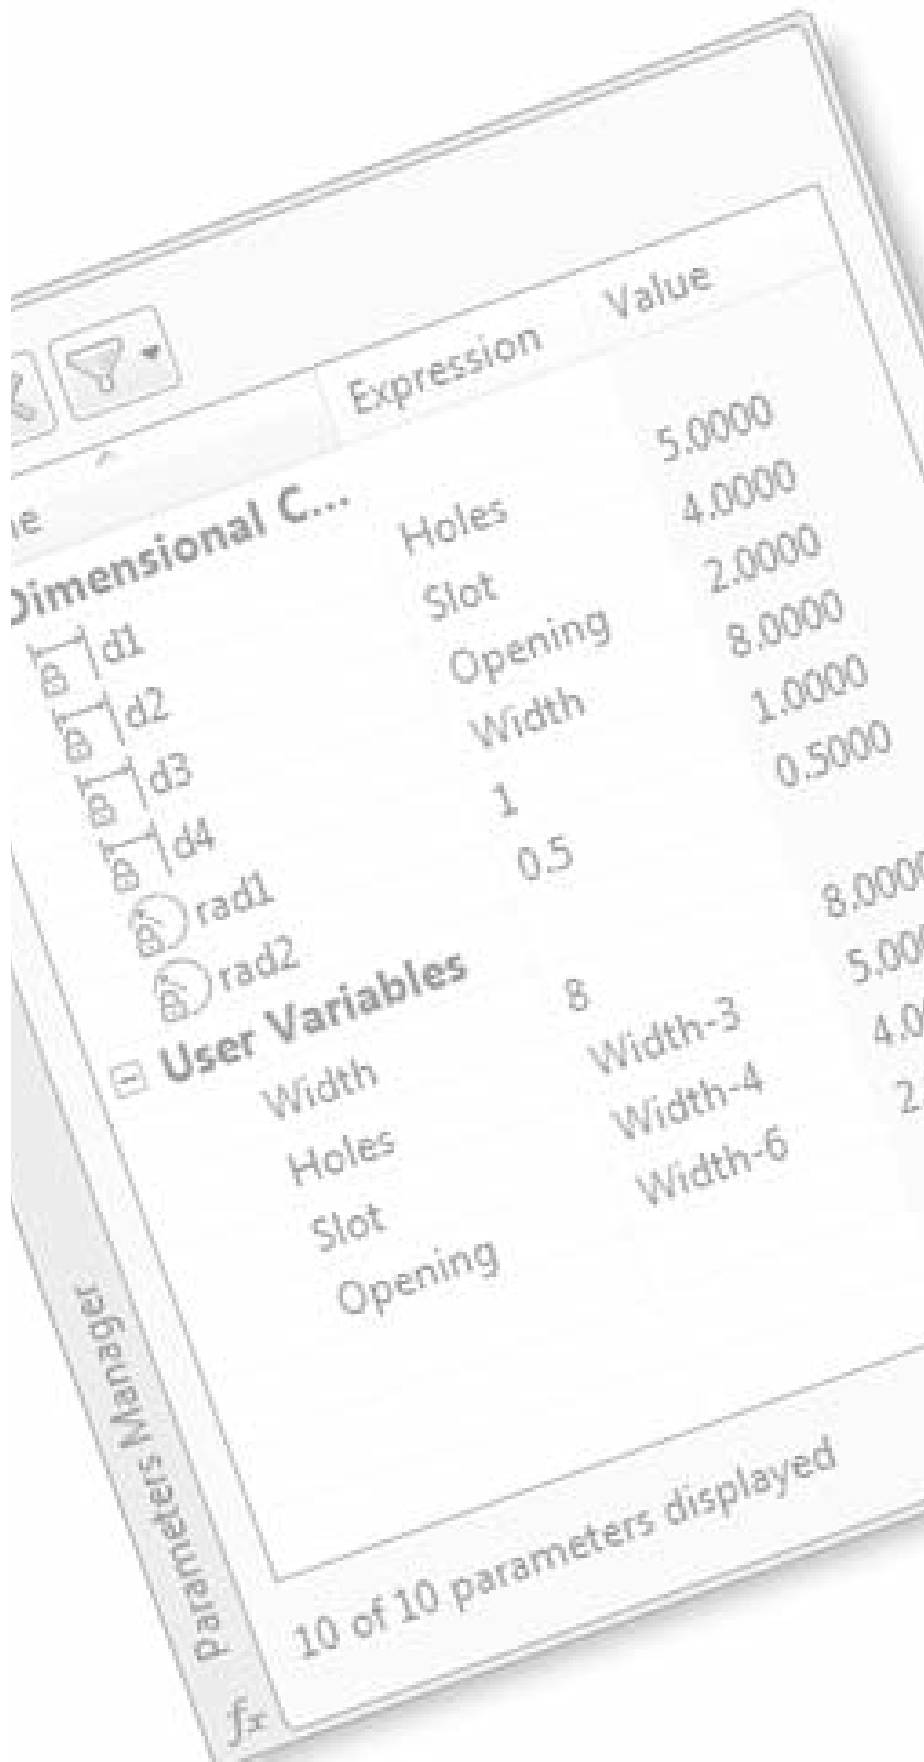 Expression Value
Dimensional C...
d1 Holes 5.0000
d2 Slot 4.0000
d3 Opening 2.0000
d4 Width 8.0000
rad1 1 1.0000
rad2 0.5 0.5000
User Variables
Width 8 8.0000
Holes Width-3 5.000
Slot Width-4 4.0
Opening Width-6 2.
10 of 10 parameters displayed
Parameters Manager
fx